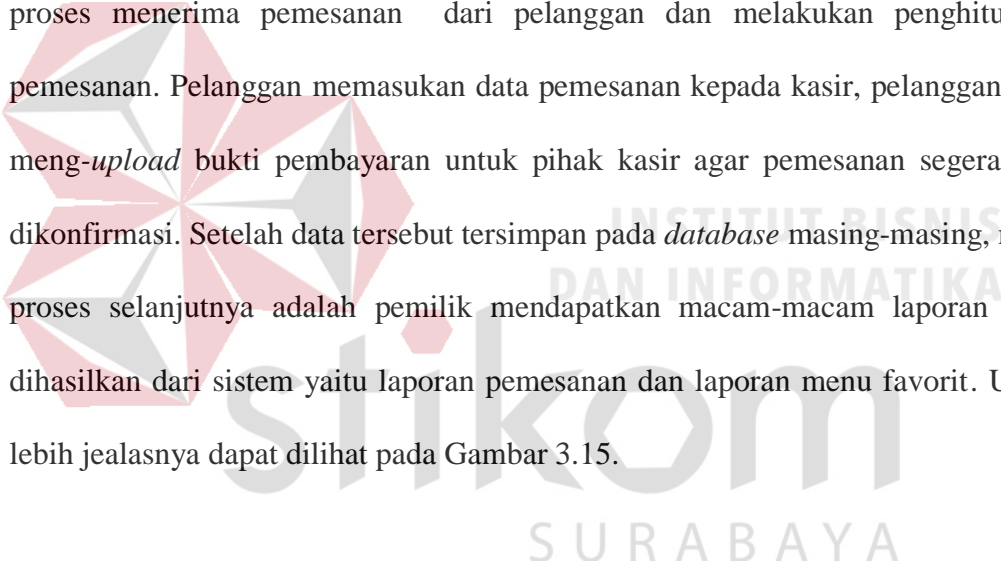 proses menerima pemesanan dari pelanggan dan melakukan
pemesanan. Pelanggan memasukan data pemesanan kepada kasir, pelanggan
meng-upload bukti pembayaran untuk pihak kasir agar pemesanan segera
dikonfirmasi. Setelah data tersebut tersimpan pada database masing-masing,
INSTITUT BISNIS
DAN INFORMATIKA
proses selanjutnya adalah pemilik mendapatkan macam-macam laporan
dihasilkan dari sistem yaitu laporan pemesanan dan laporan menu favorit.
lebih jealasnya dapat dilihat pada Gambar 3.15.
stikom
SURABAYA